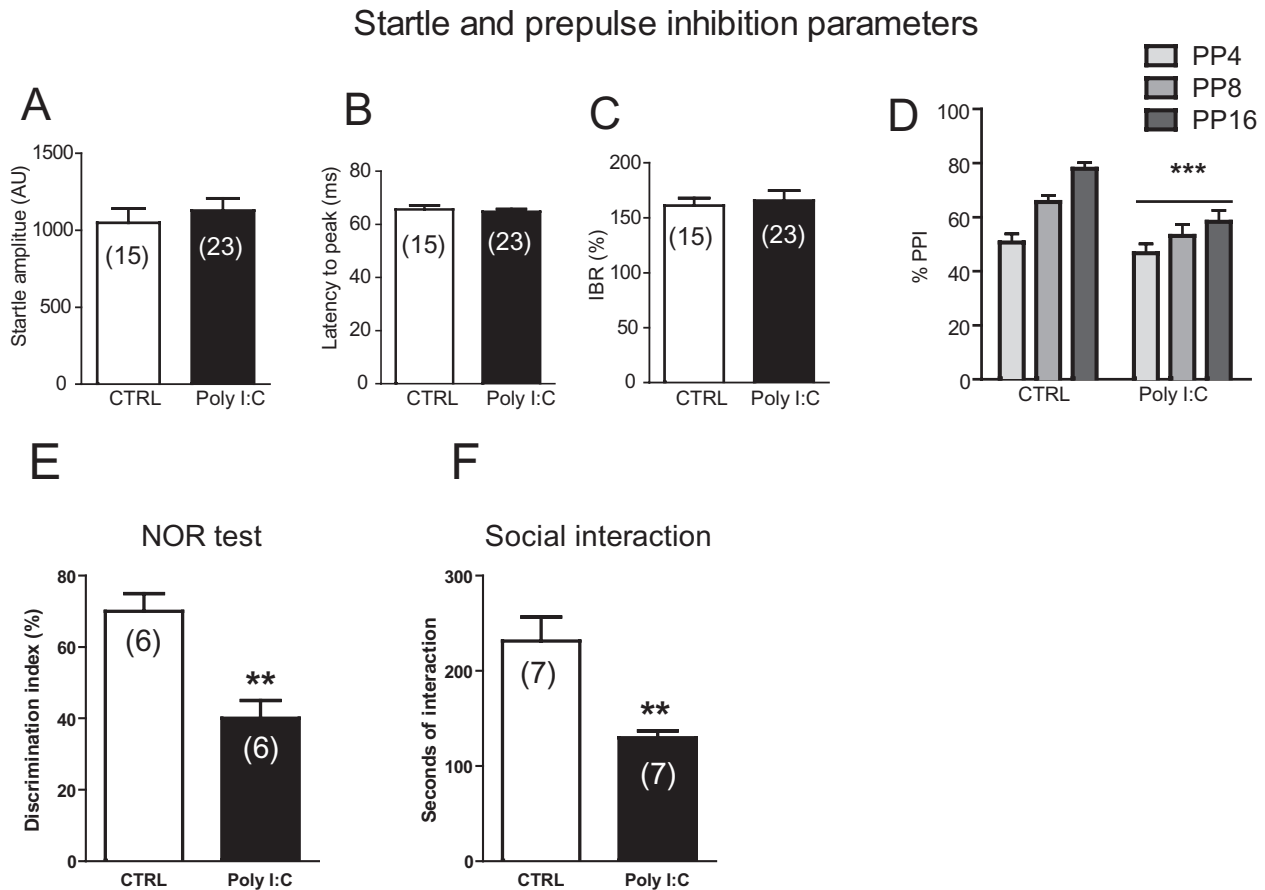 Startle and prepulse inhibition parameters
PP4
PP8
PP16
A
Startle amplitue (AU)
1500
1000
500
0
(15)
(23)
CTRL
Poly I:C
B
Latency to peak (ms)
80
60
40
20
0
(15)
(23)
CTRL
Poly I:C
C
IBR (%)
200
150
100
50
0
(15)
(23)
CTRL
Poly I:C
D
% PPI
100
80
60
40
20
0
***
CTRL
Poly I:C
E
NOR test
Discrimination index (%)
80
60
40
20
0
(6)
**
(6)
CTRL
Poly I:C
F
Social interaction
Seconds of interaction
300
200
100
0
(7)
**
(7)
CTRL
Poly I:C